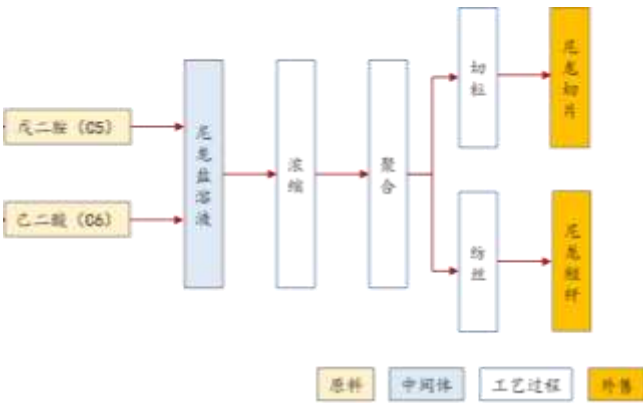 戊二胺（C5）
己二酸（C6）
尼龙盐溶液
浓缩
聚合
切粒
尼龙切片
纺丝
尼龙短纤
原料
中间体
工艺过程
外售